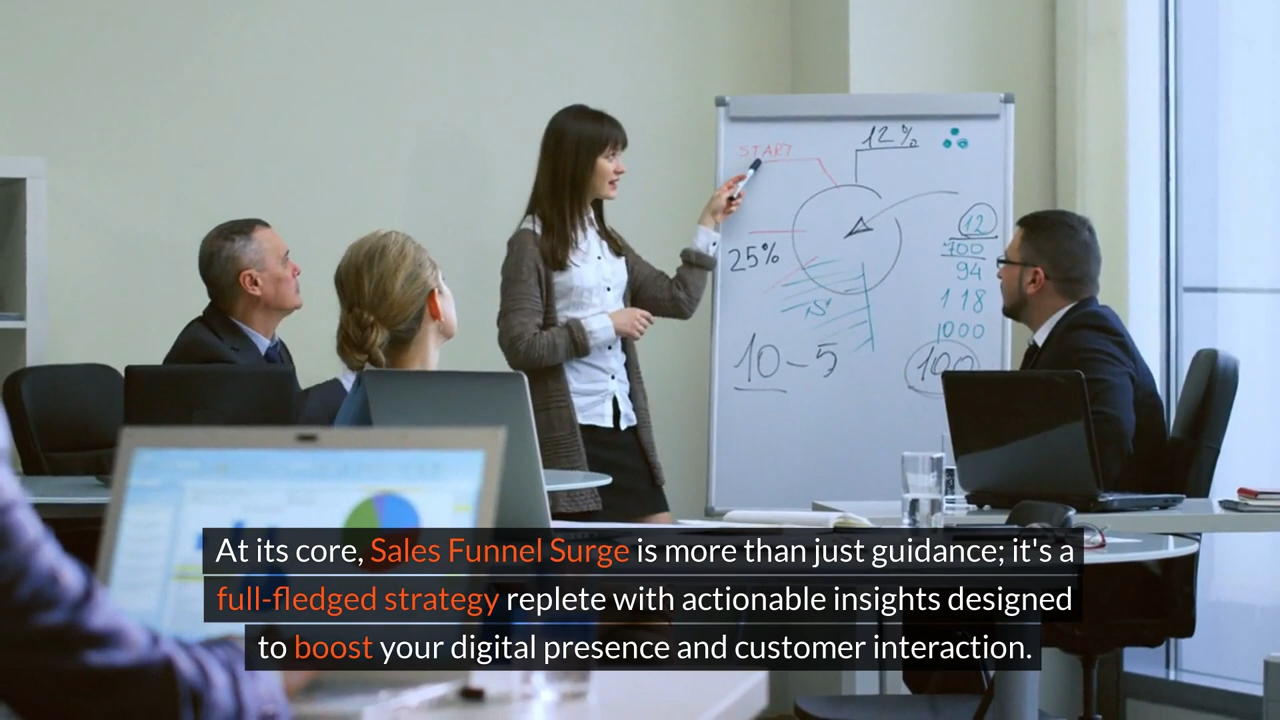 START
12%
25%
12
700
94
118
1000
15
10-5
100
At its core, Sales Funnel Surge is more than just guidance; it's a
full-fledged strategy replete with actionable insights designed
to boost your digital presence and customer interaction.